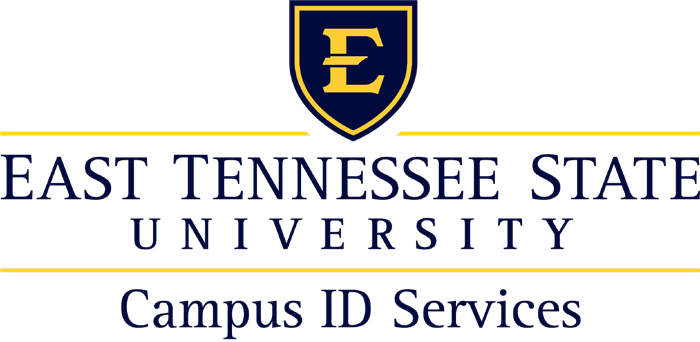 E
EAST TENNESSEE STATE
UNIVERSITY
Campus ID Services